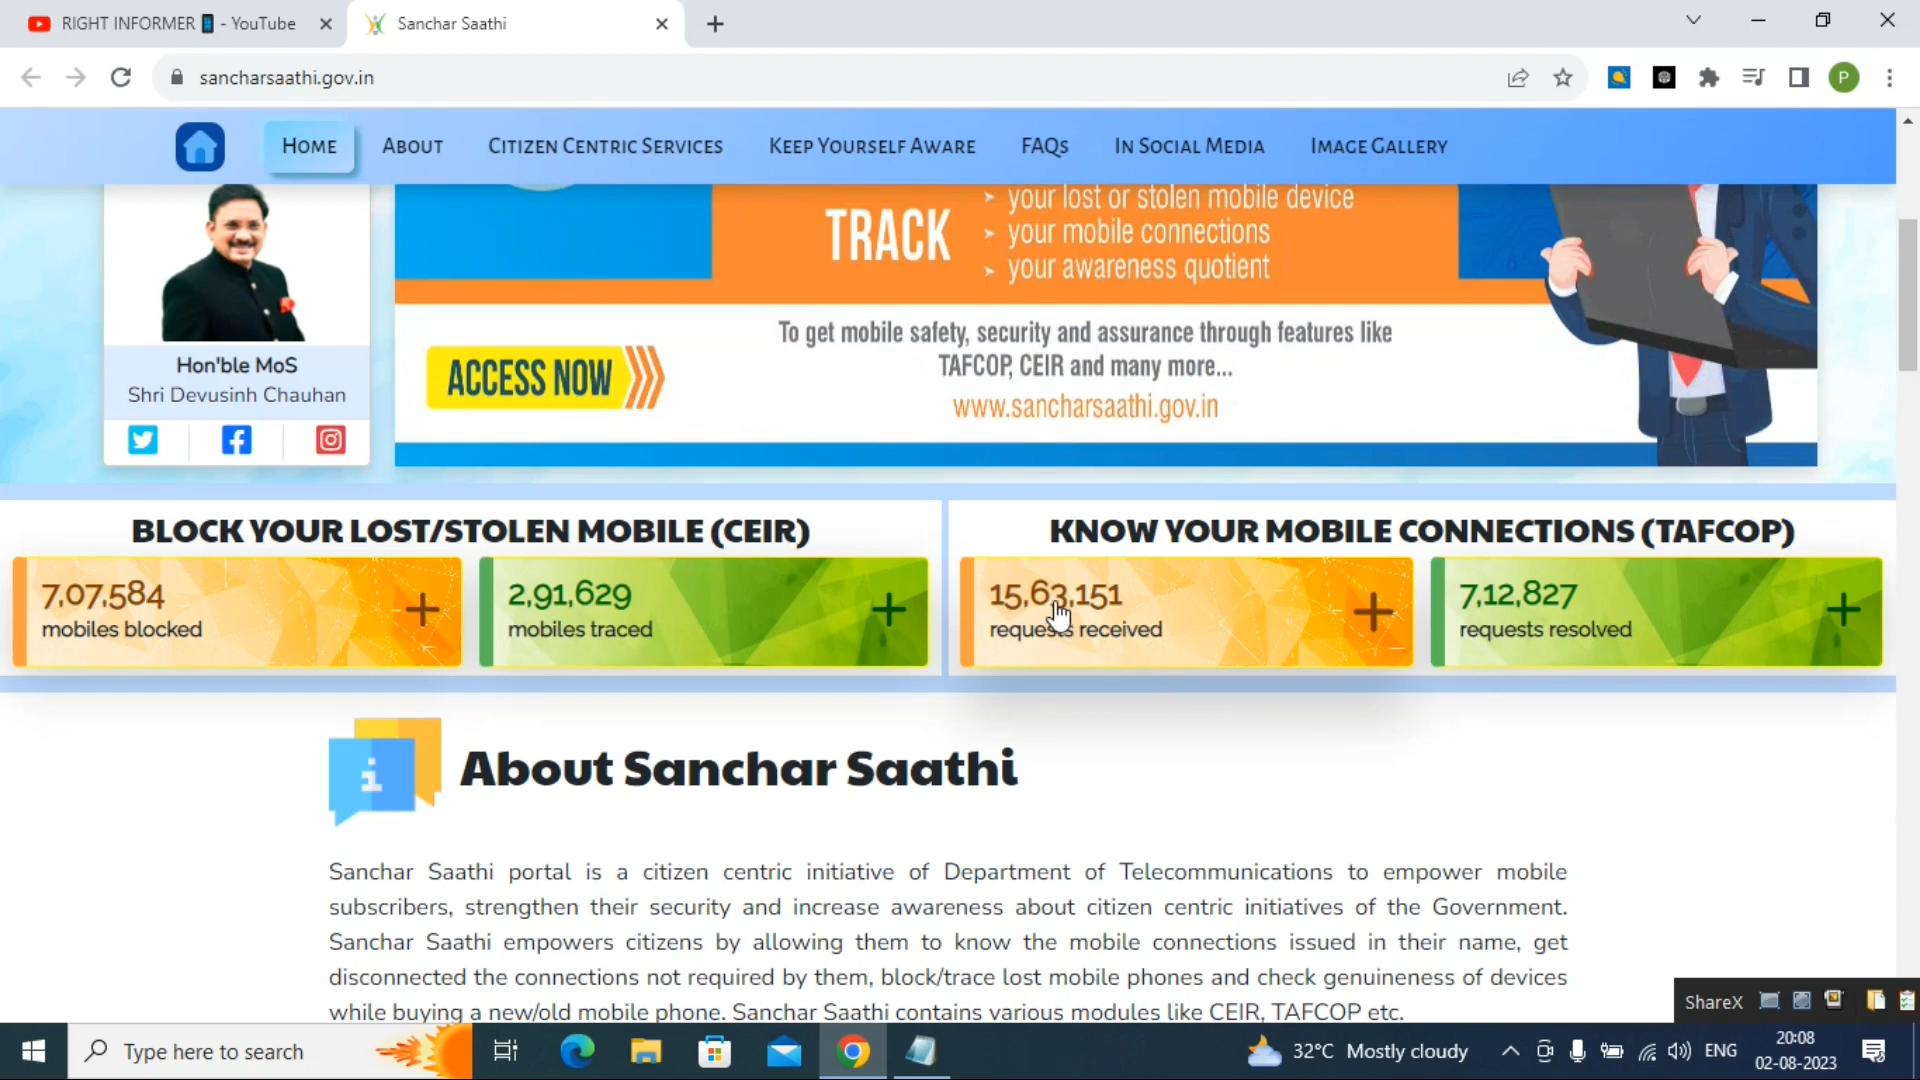 RIGHT INFORMER - YouTube
Sanchar Saathi
sancharsaathi.gov.in
P
HOME
ABOUT
CITIZEN CENTRIC SERVICES
KEEP YOURSELF AWARE
FAQs
IN SOCIAL MEDIA
IMAGE GALLERY
TRACK
➢ your lost or stolen mobile device
➢ your mobile connections
➢ your awareness quotient
Hon'ble MoS
Shri Devusinh Chauhan
ACCESS NOW
To get mobile safety, security and assurance through features like
TAFCOP, CEIR and many more...
www.sancharsaathi.gov.in
BLOCK YOUR LOST/STOLEN MOBILE (CEIR)
7,07,584
mobiles blocked
2,91,629
mobiles traced
KNOW YOUR MOBILE CONNECTIONS (TAFCOP)
15,63,151
requests received
7,12,827
requests resolved
About Sanchar Saathi
Sanchar Saathi portal is a citizen centric initiative of Department of Telecommunications to empower mobile
subscribers, strengthen their security and increase awareness about citizen centric initiatives of the Government.
Sanchar Saathi empowers citizens by allowing them to know the mobile connections issued in their name, get
disconnected the connections not required by them, block/trace lost mobile phones and check genuineness of devices
while buying a new/old mobile phone. Sanchar Saathi contains various modules like CEIR, TAFCOP etc.
ShareX
Type here to search
32°C Mostly cloudy
ENG
20:08
02-08-2023